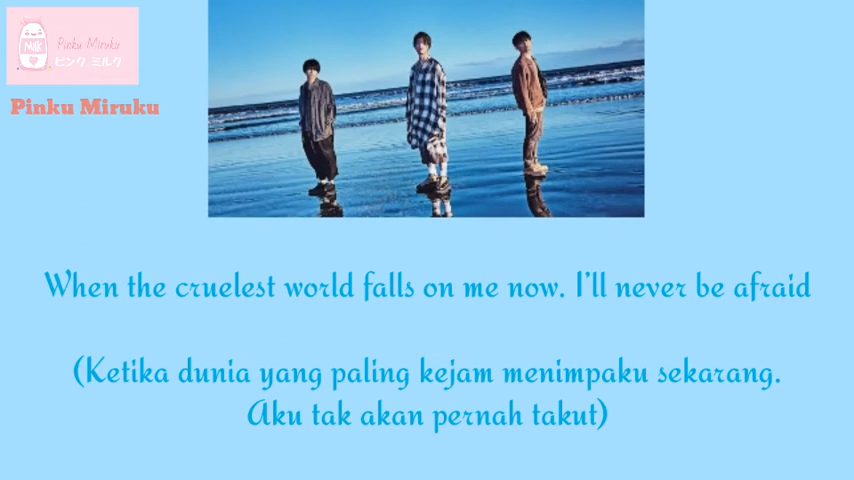 MilK
Pinku Miruku
ピンク ミルク
Pinku Miruku
When the cruelest world falls on me now. I'll never be afraid
(Ketika dunia yang paling kejam menimpaku sekarang.
Aku tak akan pernah takut)